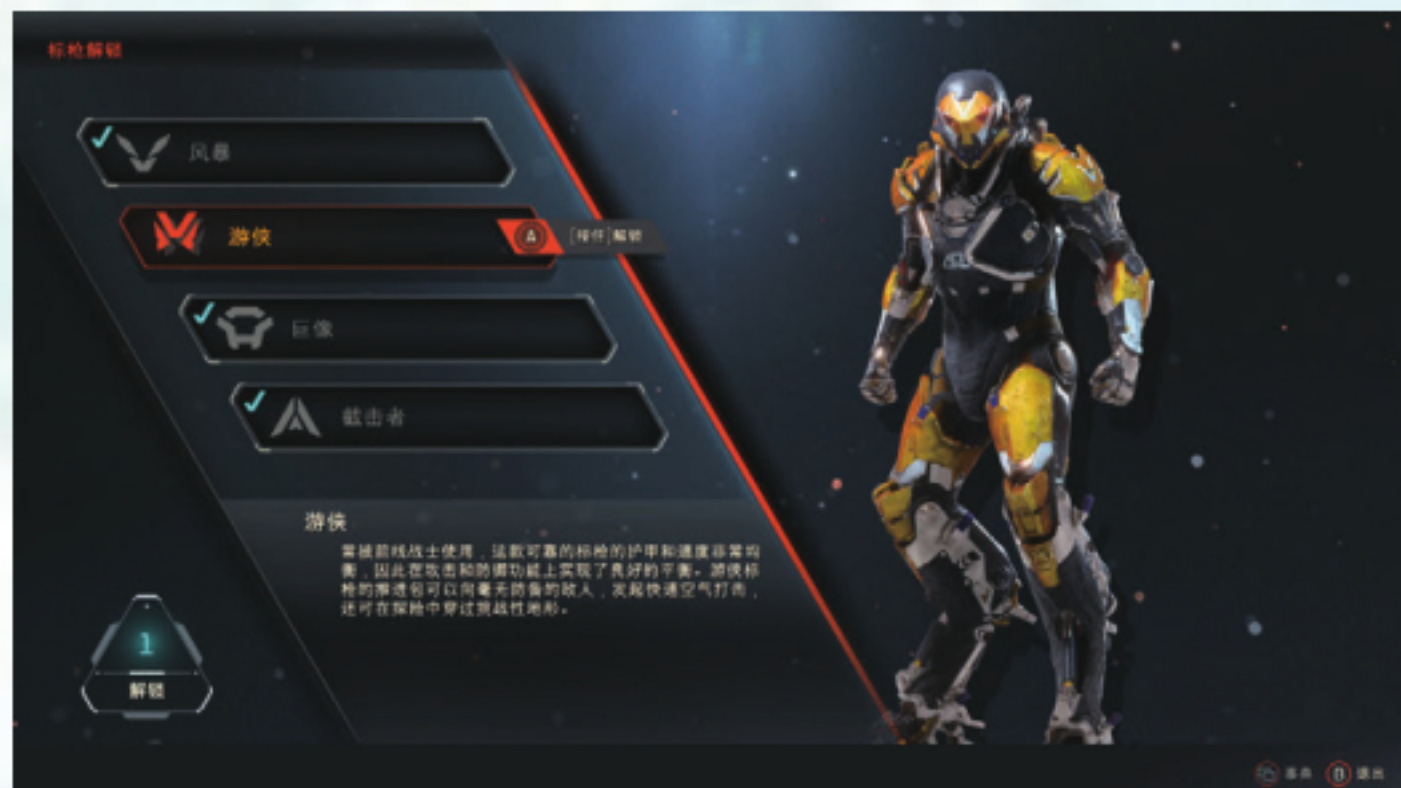 标枪解锁
风暴
游侠
A [按住]解锁
巨像
截击者
游侠
常被前线战士使用，这款可靠的标枪的护甲和速度非常均
衡，因此在攻击和防御功能上实现了良好的平衡。游侠标
枪的推进包可以向毫无防备的敌人，发起快速空气打击，
还可在探险中穿过挑战性地形。
1
解锁
B 退出